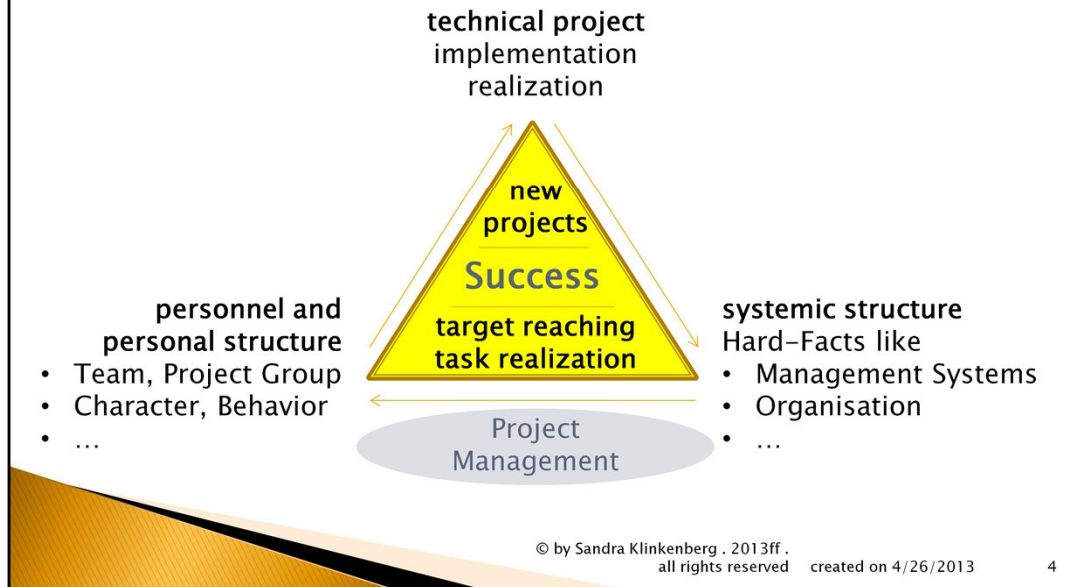 technical project
implementation
realization
new
projects
Success
target reaching
task realization
personnel and
personal structure
• Team, Project Group
• Character, Behavior
• ...
systemic structure
Hard-Facts like
• Management Systems
• Organisation
• ...
Project
Management
© by Sandra Klinkenberg . 2013ff .
all rights reserved created on 4/26/2013 4